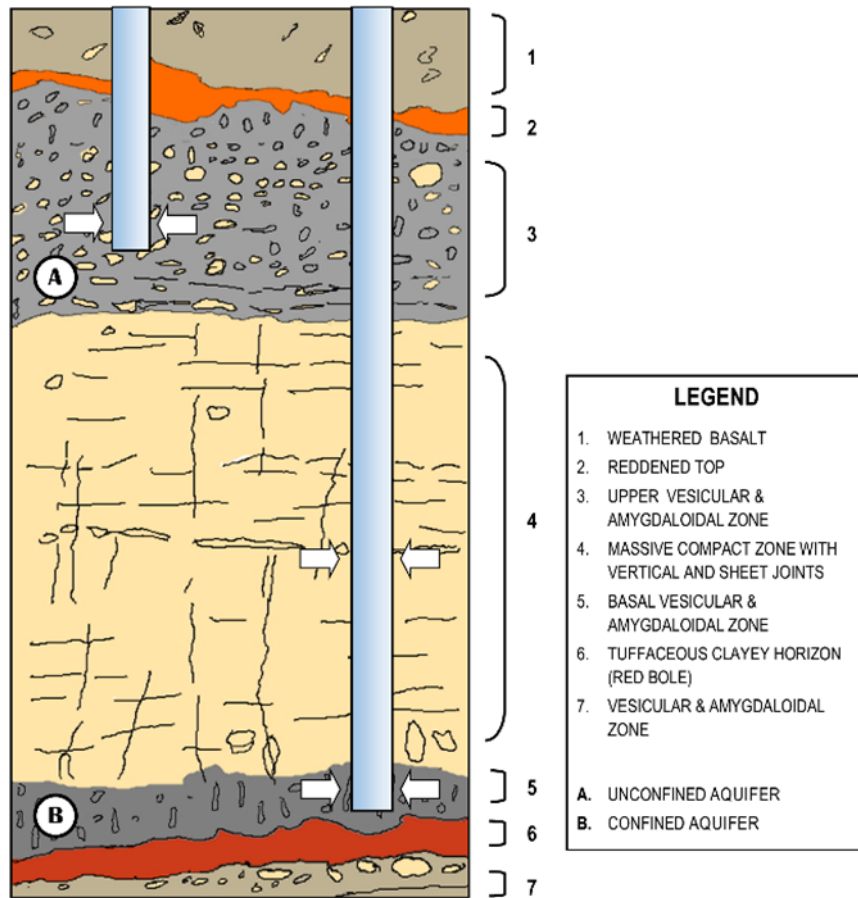 1
2
3
A
4
5
B
6
7
LEGEND
1. WEATHERED BASALT
2. REDDENED TOP
3. UPPER VESICULAR &
AMYGDALOIDAL ZONE
4. MASSIVE COMPACT ZONE WITH
VERTICAL AND SHEET JOINTS
5. BASAL VESICULAR &
AMYGDALOIDAL ZONE
6. TUFFACEOUS CLAYEY HORIZON
(RED BOLE)
7. VESICULAR & AMYGDALOIDAL
ZONE
A. UNCONFINED AQUIFER
B. CONFINED AQUIFER